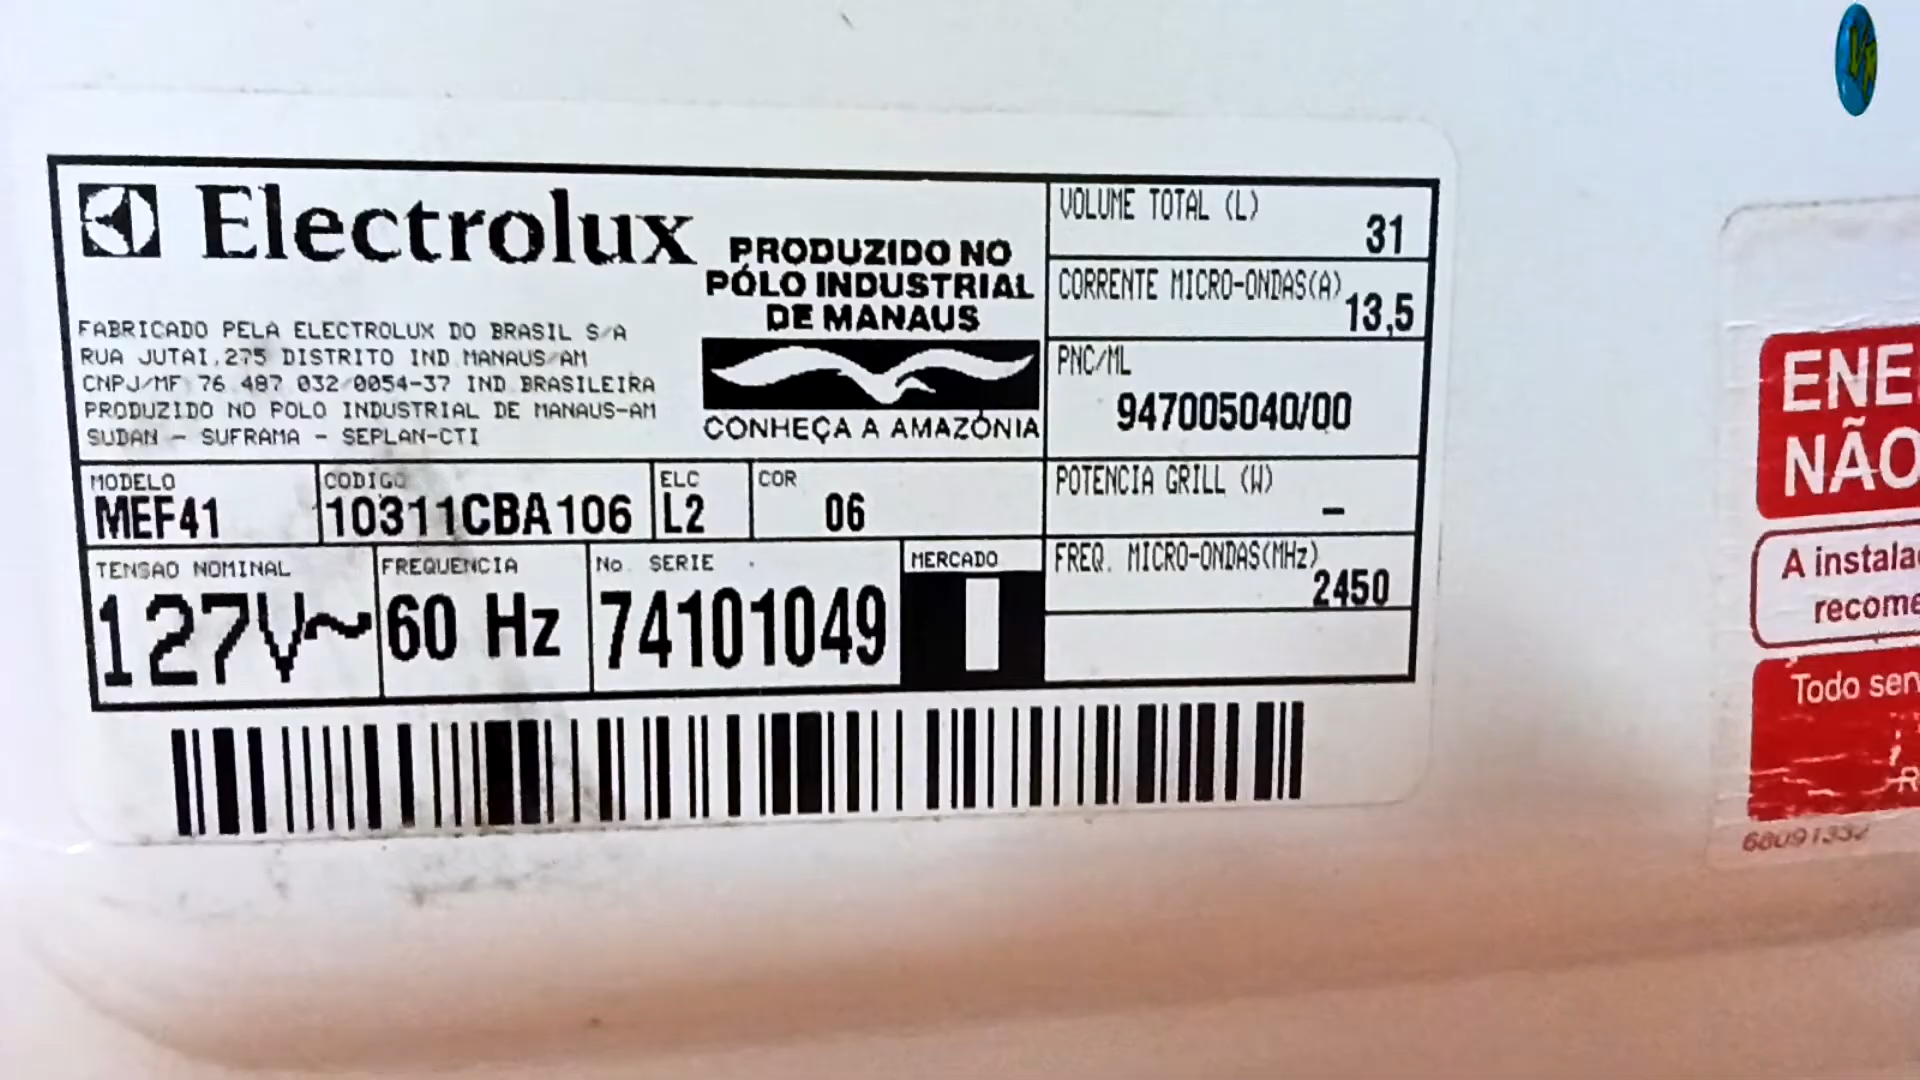 Electrolux
PRODUZIDO NO
PÓLO INDUSTRIAL
DE MANAUS
CONHEÇA A AMAZÔNIA
FABRICADO PELA ELECTROLUX DO BRASIL S/A
RUA JUTAI,275 DISTRITO IND MANAUS/AM
CNPJ/MF 76 487 032/0054-37 IND BRASILEIRA
PRODUZIDO NO POLO INDUSTRIAL DE MANAUS-AM
SUDAN - SUFRAMA - SEPLAN-CTI
VOLUME TOTAL (L)
31
CORRENTE MICRO-ONDAS(A)
13,5
PNC/ML
947005040/00
POTENCIA GRILL (W)
-
FREQ. MICRO-ONDAS(MHz)
2450
MODELO
MEF41
CODIGO
10311CBA106
ELC
L2
COR
06
TENSAO NOMINAL
127V~
FREQUENCIA
60 Hz
No. SERIE
74101049
MERCADO
I
ENE
NÃO
A instala
recome
Todo ser
R